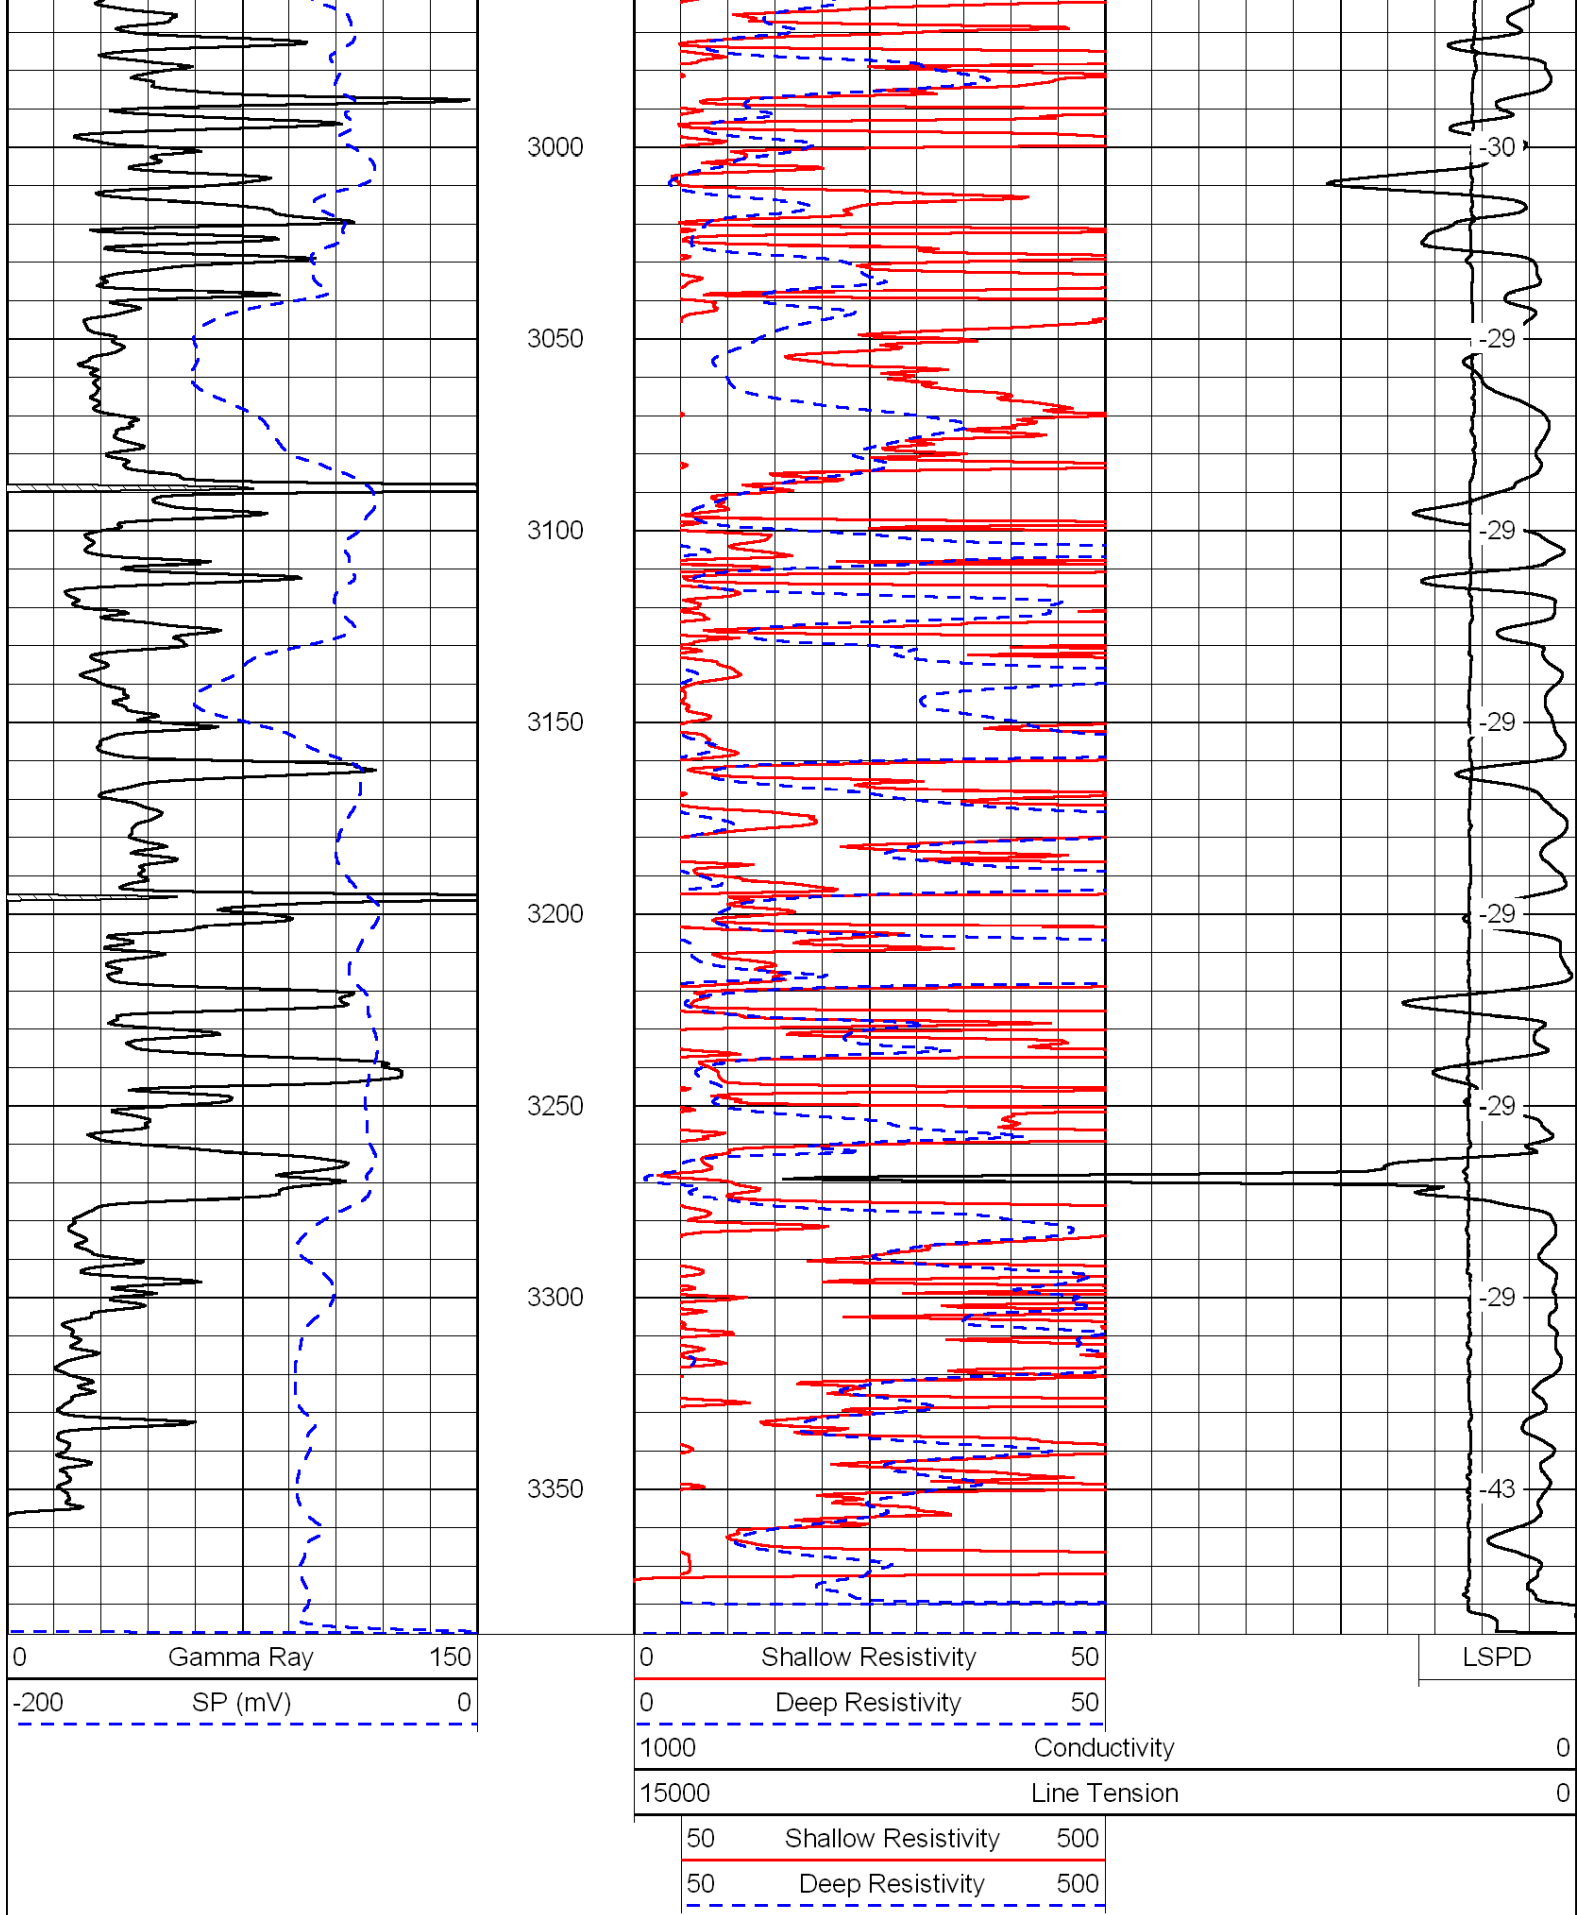 3000
-30
3050
-29
3100
-29
3150
-29
3200
-29
3250
-29
3300
-29
3350
-43
0 Gamma Ray 150
0 Shallow Resistivity 50
LSPD
-200 SP (mV) 0
0 Deep Resistivity 50
1000 Conductivity 0
15000 Line Tension 0
50 Shallow Resistivity 500
50 Deep Resistivity 500